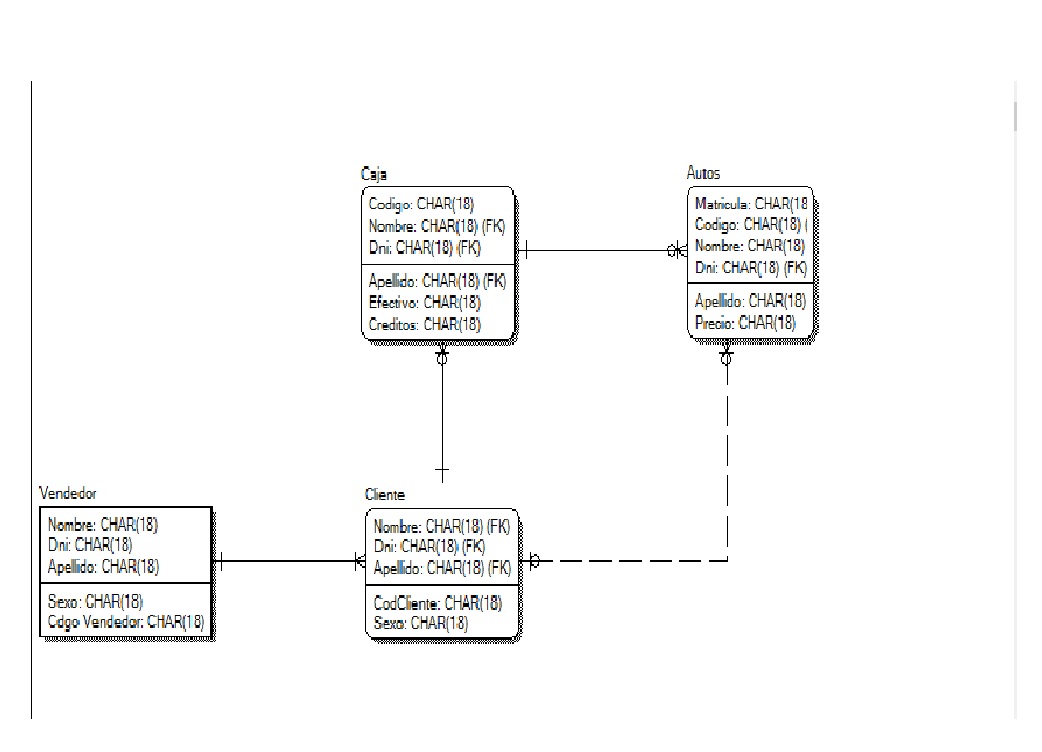 Caja
Codigo: CHAR(18)
Nombre: CHAR(18) (FK)
Dni: CHAR(18) (FK)
Apellido: CHAR(18) (FK)
Efectivo: CHAR(18)
Creditos: CHAR(18)
Autos
Matricula: CHAR(18
Codigo: CHAR(18) (
Nombre: CHAR(18)
Dni: CHAR(18) (FK)
Apellido: CHAR(18)
Precio: CHAR(18)
Vendedor
Nombre: CHAR(18)
Dni: CHAR(18)
Apellido: CHAR(18)
Sexo: CHAR(18)
Cdgo Vendedor: CHAR(18)
Cliente
Nombre: CHAR(18) (FK)
Dni: CHAR(18) (FK)
Apellido: CHAR(18) (FK)
CodCliente: CHAR(18)
Sexo: CHAR(18)